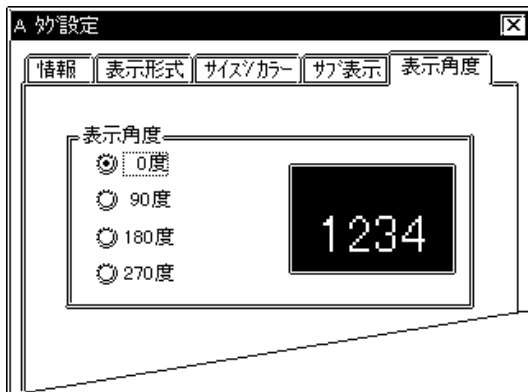 A ﾀｸﾞ設定
情報 表示形式 ｻｲｽﾞ/ｶﾗｰ ｻﾌﾞ表示 表示角度
表示角度
0度
90度
180度
270度
1234